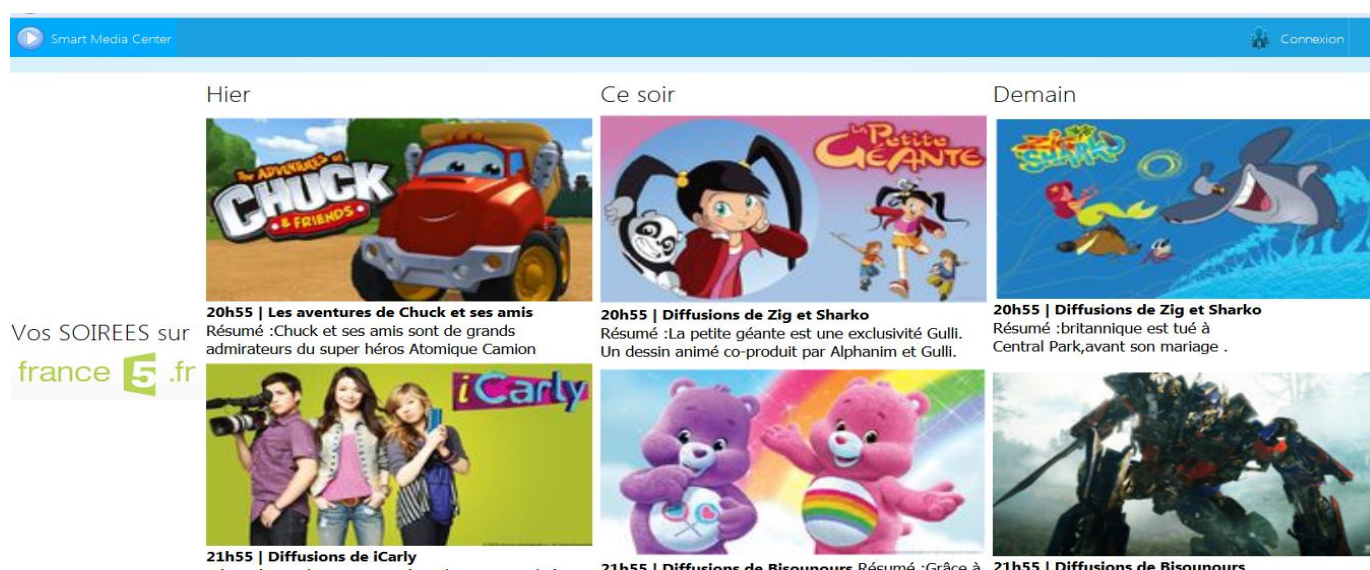 Smart Media Center
Connexion
Vos SOIREES sur
france 5 .fr
Hier
THE ADVENTURES OF
CHUCK
& FRIENDS
20h55 | Les aventures de Chuck et ses amis
Résumé :Chuck et ses amis sont de grands
admirateurs du super héros Atomique Camion
iCarly
21h55 | Diffusions de iCarly
Ce soir
La Petite
GÉANTE
20h55 | Diffusions de Zig et Sharko
Résumé :La petite géante est une exclusivité Gulli.
Un dessin animé co-produit par Alphanim et Gulli.
21h55 | Diffusions de Bisounours Résumé :Grâce à
Demain
ZIG &
SHARKO
20h55 | Diffusions de Zig et Sharko
Résumé :britannique est tué à
Central Park,avant son mariage .
21h55 | Diffusions de Bisounours